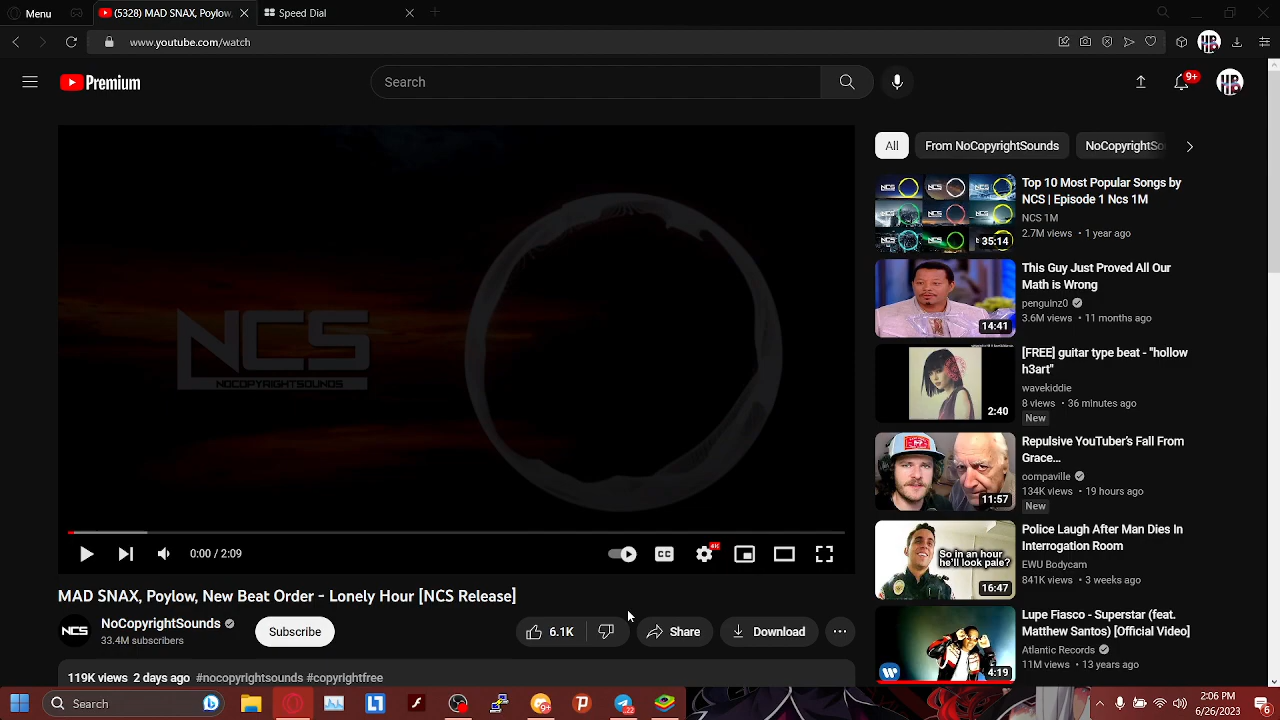 Menu
(5328) MAD SNAX, Poylow,
Speed Dial
www.youtube.com/watch
Premium
Search
9+
NCS
NOCOPYRIGHTSOUNDS
0:00 / 2:09
CC
4K
MAD SNAX, Poylow, New Beat Order – Lonely Hour [NCS Release]
NCS
NoCopyrightSounds
33.4M subscribers
Subscribe
6.1K
Share
Download
119K views 2 days ago #nocopyrightsounds #copyrightfree
All
From NoCopyrightSounds
NoCopyrightSo
35:14
Top 10 Most Popular Songs by
NCS | Episode 1 Ncs 1M
NCS 1M
2.7M views • 1 year ago
14:41
This Guy Just Proved All Our
Math is Wrong
penguinz0
3.6M views • 11 months ago
2:40
[FREE] guitar type beat - "hollow
h3art"
wavekiddie
8 views • 36 minutes ago
New
11:57
Repulsive YouTuber's Fall From
Grace...
oompaville
134K views • 19 hours ago
New
So in an hour
he'll look pale?
16:47
Police Laugh After Man Dies In
Interrogation Room
EWU Bodycam
841K views • 3 weeks ago
4:19
Lupe Fiasco - Superstar (feat.
Matthew Santos) [Official Video]
Atlantic Records
11M views • 13 years ago
Search
22
2:06 PM
6/26/2023
6